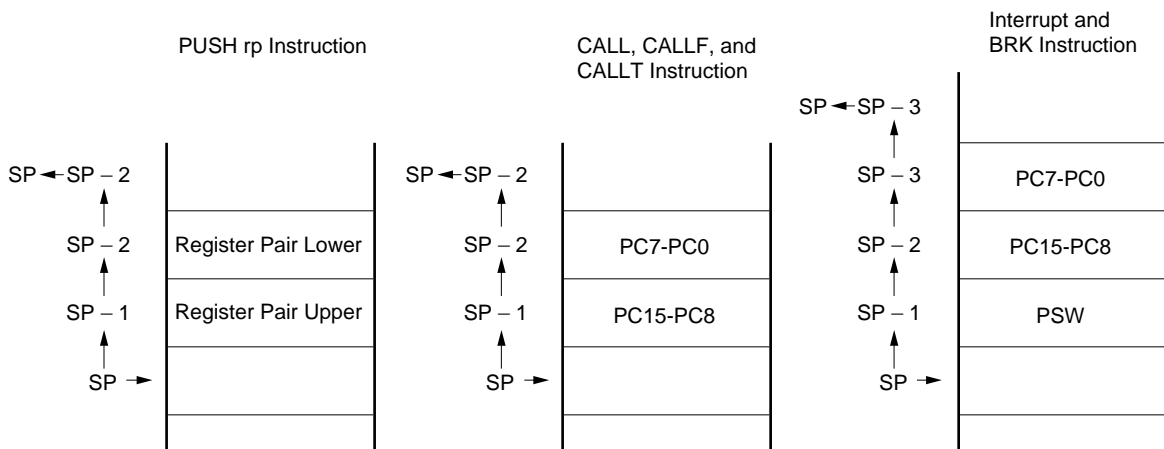 PUSH rp Instruction
SP SP – 2
SP – 2 Register Pair Lower
SP – 1 Register Pair Upper
SP
CALL, CALLF, and
CALLT Instruction
SP SP – 2
SP – 2 PC7-PC0
SP – 1 PC15-PC8
SP
Interrupt and
BRK Instruction
SP SP – 3
SP – 3 PC7-PC0
SP – 2 PC15-PC8
SP – 1 PSW
SP